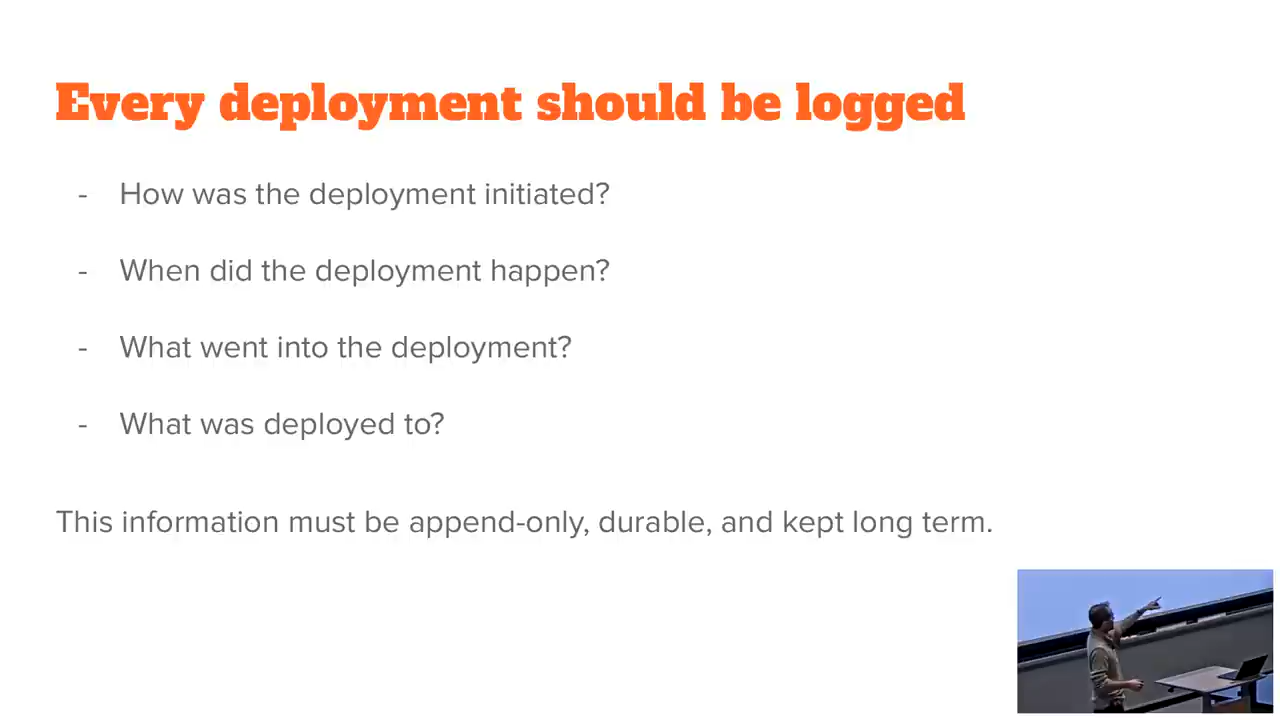 Every deployment should be logged
- How was the deployment initiated?
- When did the deployment happen?
- What went into the deployment?
- What was deployed to?
This information must be append-only, durable, and kept long term.